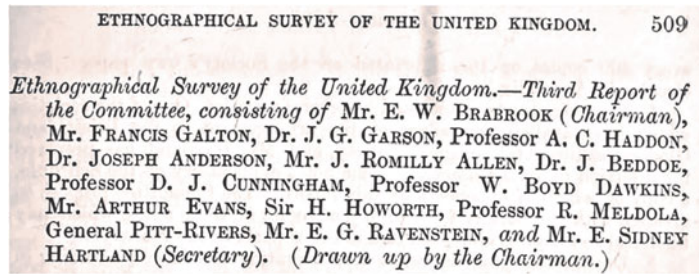 ETHNOGRAPHICAL SURVEY OF THE UNITED KINGDOM. 509
Ethnographical Survey of the United Kingdom.—Third Report of
the Committee, consisting of Mr. E. W. BRABROOK (Chairman),
Mr. FRANCIS GALTON, Dr. J. G. GARSON, Professor A. C. HADDON,
Dr. JOSEPH ANDERSON, Mr. J. ROMILLY ALLEN, Dr. J. BEDDOE,
Professor D. J. CUNNINGHAM, Professor W. BOYD DAWKINS,
Mr. ARTHUR EVANS, Sir H. HOWORTH, Professor R. MELDOLA,
General PITT-RIVERS, Mr. E. G. RAVENSTEIN, and Mr. E. SIDNEY
HARTLAND (Secretary). (Drawn up by the Chairman.)